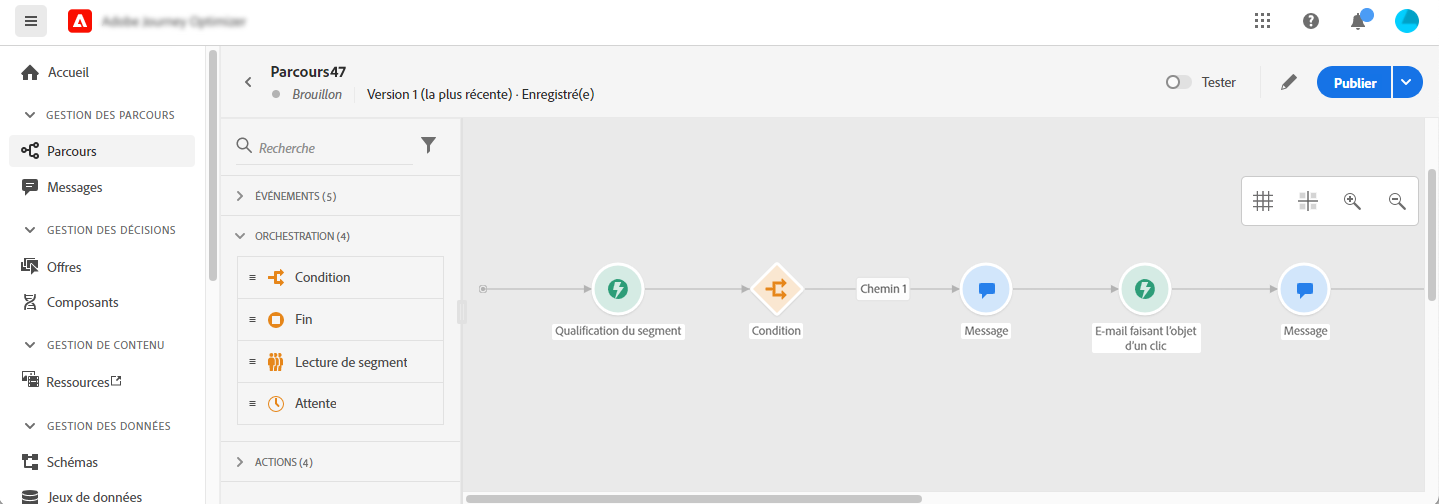 Adobe Journey Optimizer
Accueil
GESTION DES PARCOURS
Parcours
Messages
GESTION DES DÉCISIONS
Offres
Composants
GESTION DE CONTENU
Ressources
GESTION DES DONNÉES
Schémas
Jeux de données
Parcours47
Brouillon
Version 1 (la plus récente) · Enregistré(e)
Tester
Publier
Recherche
ÉVÉNEMENTS (5)
ORCHESTRATION (4)
Condition
Fin
Lecture de segment
Attente
ACTIONS (4)
Qualification du segment
Condition
Chemin 1
Message
E-mail faisant l'objet
d'un clic
Message